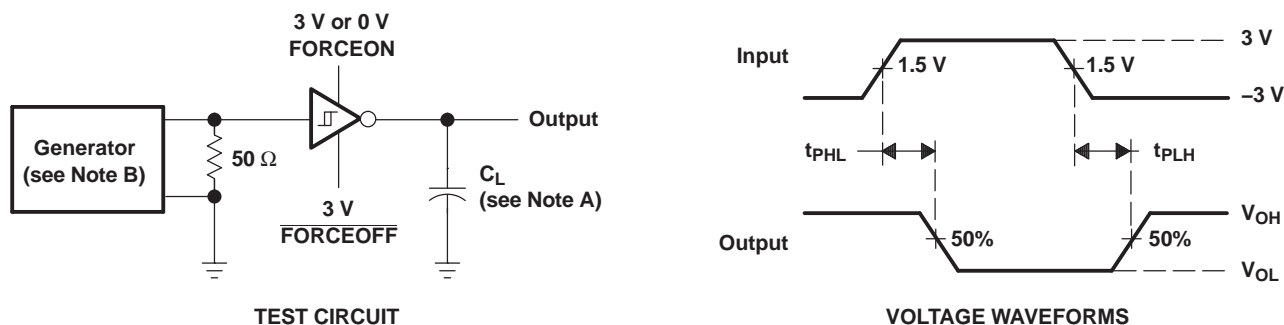 3 V or 0 V
FORCEON
Generator
(see Note B)
50 Ω
Output
CL
(see Note A)
3 V
FORCEOFF
TEST CIRCUIT
Input
1.5 V
1.5 V
3 V
–3 V
tPHL
tPLH
Output
50%
50%
VOH
VOL
VOLTAGE WAVEFORMS